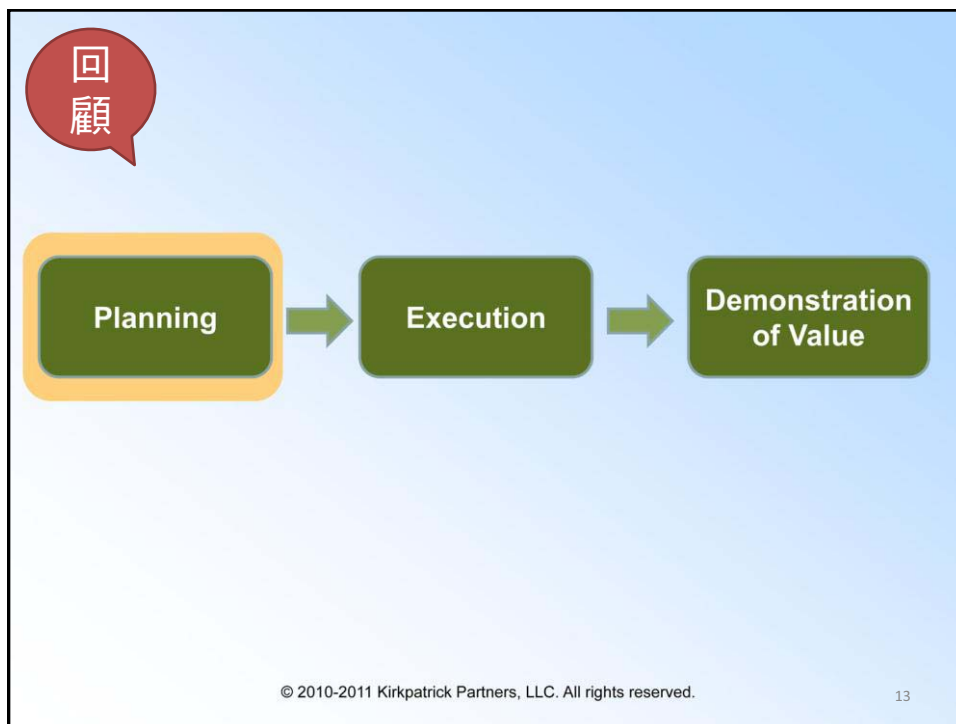 回
顧
Planning
Execution
Demonstration
of Value
© 2010-2011 Kirkpatrick Partners, LLC. All rights reserved.
13